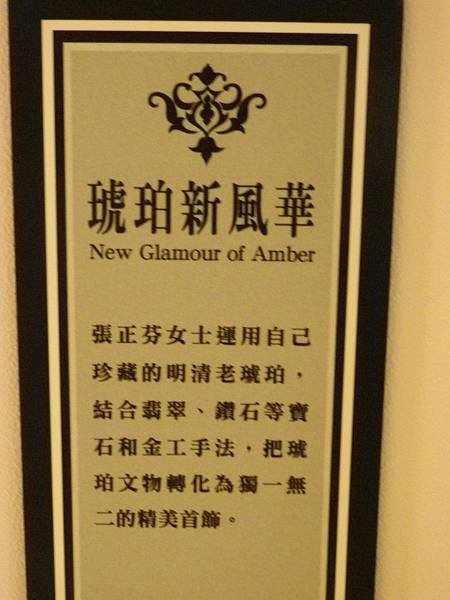 琥珀新風華
New Glamour of Amber
張正芬女士運用自己
珍藏的明清老琥珀，
結合翡翠、鑽石等寶
石和金工手法，把琥
珀文物轉化為獨一無
二的精美首飾。